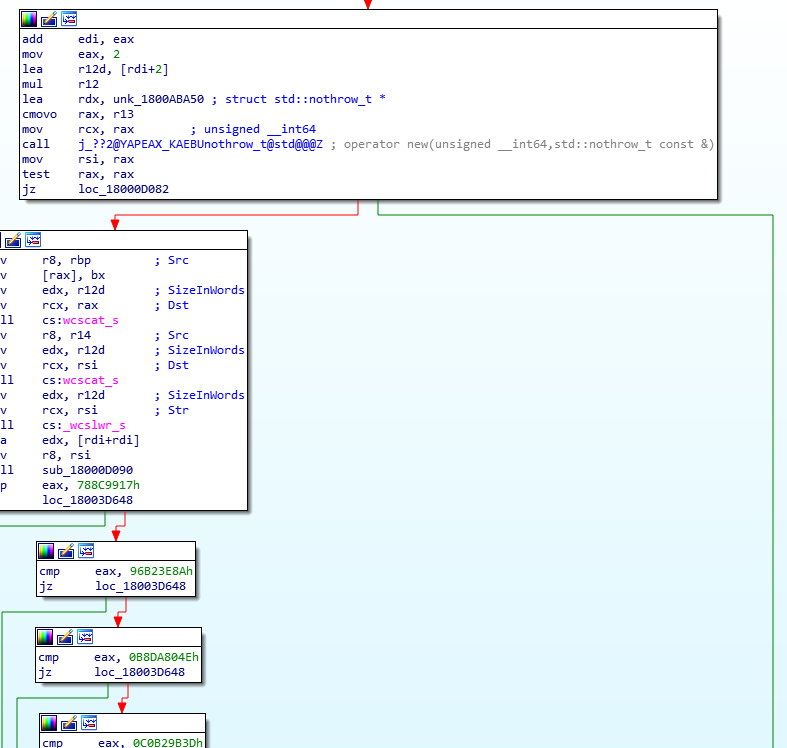 add edi, eax
mov eax, 2
lea r12d, [rdi+2]
mul r12
lea rdx, unk_1800ABA50 ; struct std::nothrow_t *
cmovo rax, r13
mov rcx, rax ; unsigned __int64
call j_??2@YAPEAX_KAEBUnothrow_t@std@@@Z ; operator new(unsigned __int64,std::nothrow_t const &)
mov rsi, rax
test rax, rax
jz loc_18000D082
v r8, rbp ; Src
v [rax], bx
v edx, r12d ; SizeInWords
v rcx, rax ; Dst
ll cs:wcscat_s
v r8, r14 ; Src
v edx, r12d ; SizeInWords
v rcx, rsi ; Dst
ll cs:wcscat_s
v edx, r12d ; SizeInWords
v rcx, rsi ; Str
ll cs:_wcslwr_s
a edx, [rdi+rdi]
v r8, rsi
ll sub_18000D090
p eax, 788C9917h
loc_18003D648
cmp eax, 96B23E8Ah
jz loc_18003D648
cmp eax, 0B8DA804Eh
jz loc_18003D648
cmp eax, 0C0B29B3Dh